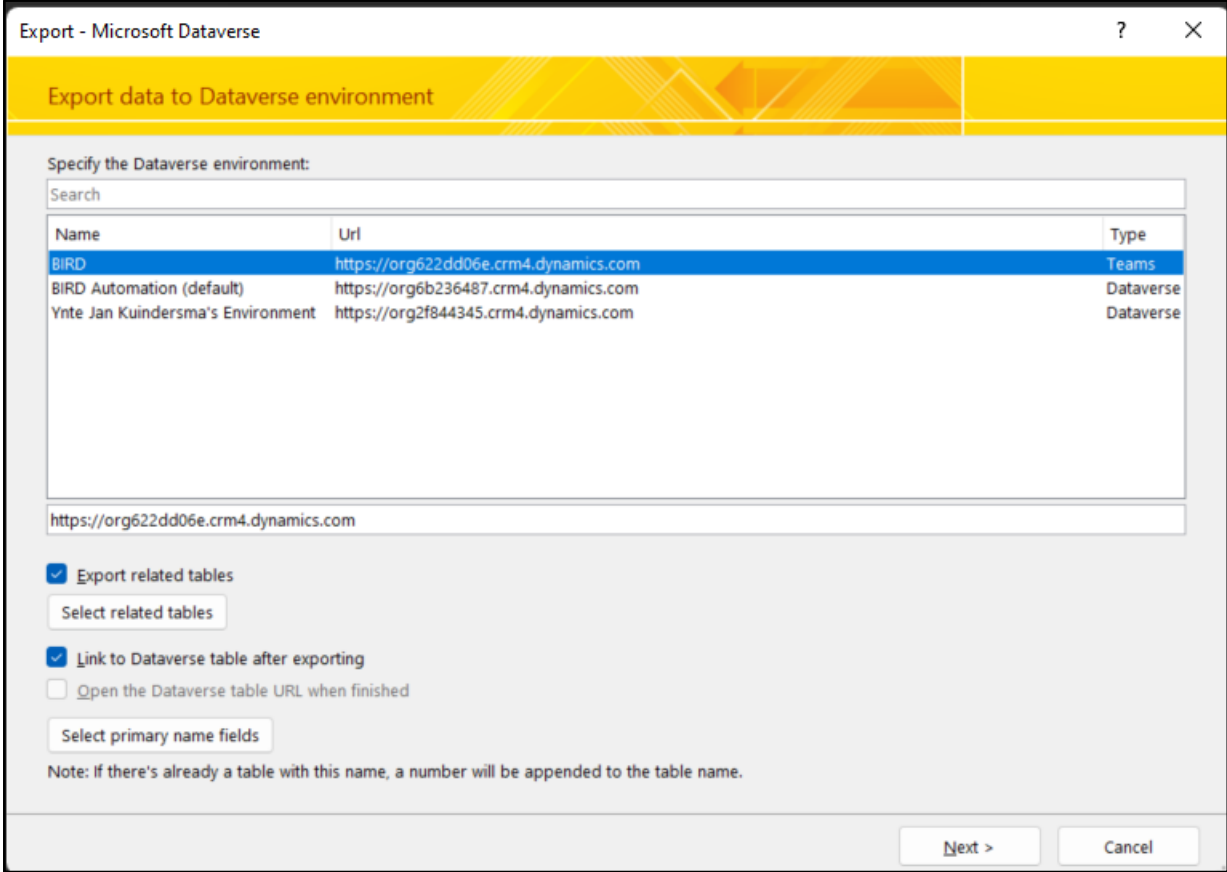 Export - Microsoft Dataverse ?
Export data to Dataverse environment
Specify the Dataverse environment:
Search
Name Url Type
BIRD https://org622dd06e.crm4.dynamics.com Teams
BIRD Automation (default) https://org6b236487.crm4.dynamics.com Dataverse
Ynte Jan Kuindersma's Environment https://org2f844345.crm4.dynamics.com Dataverse
https://org622dd06e.crm4.dynamics.com
Export related tables
Select related tables
Link to Dataverse table after exporting
Open the Dataverse table URL when finished
Select primary name fields
Note: If there's already a table with this name, a number will be appended to the table name.
Next > Cancel